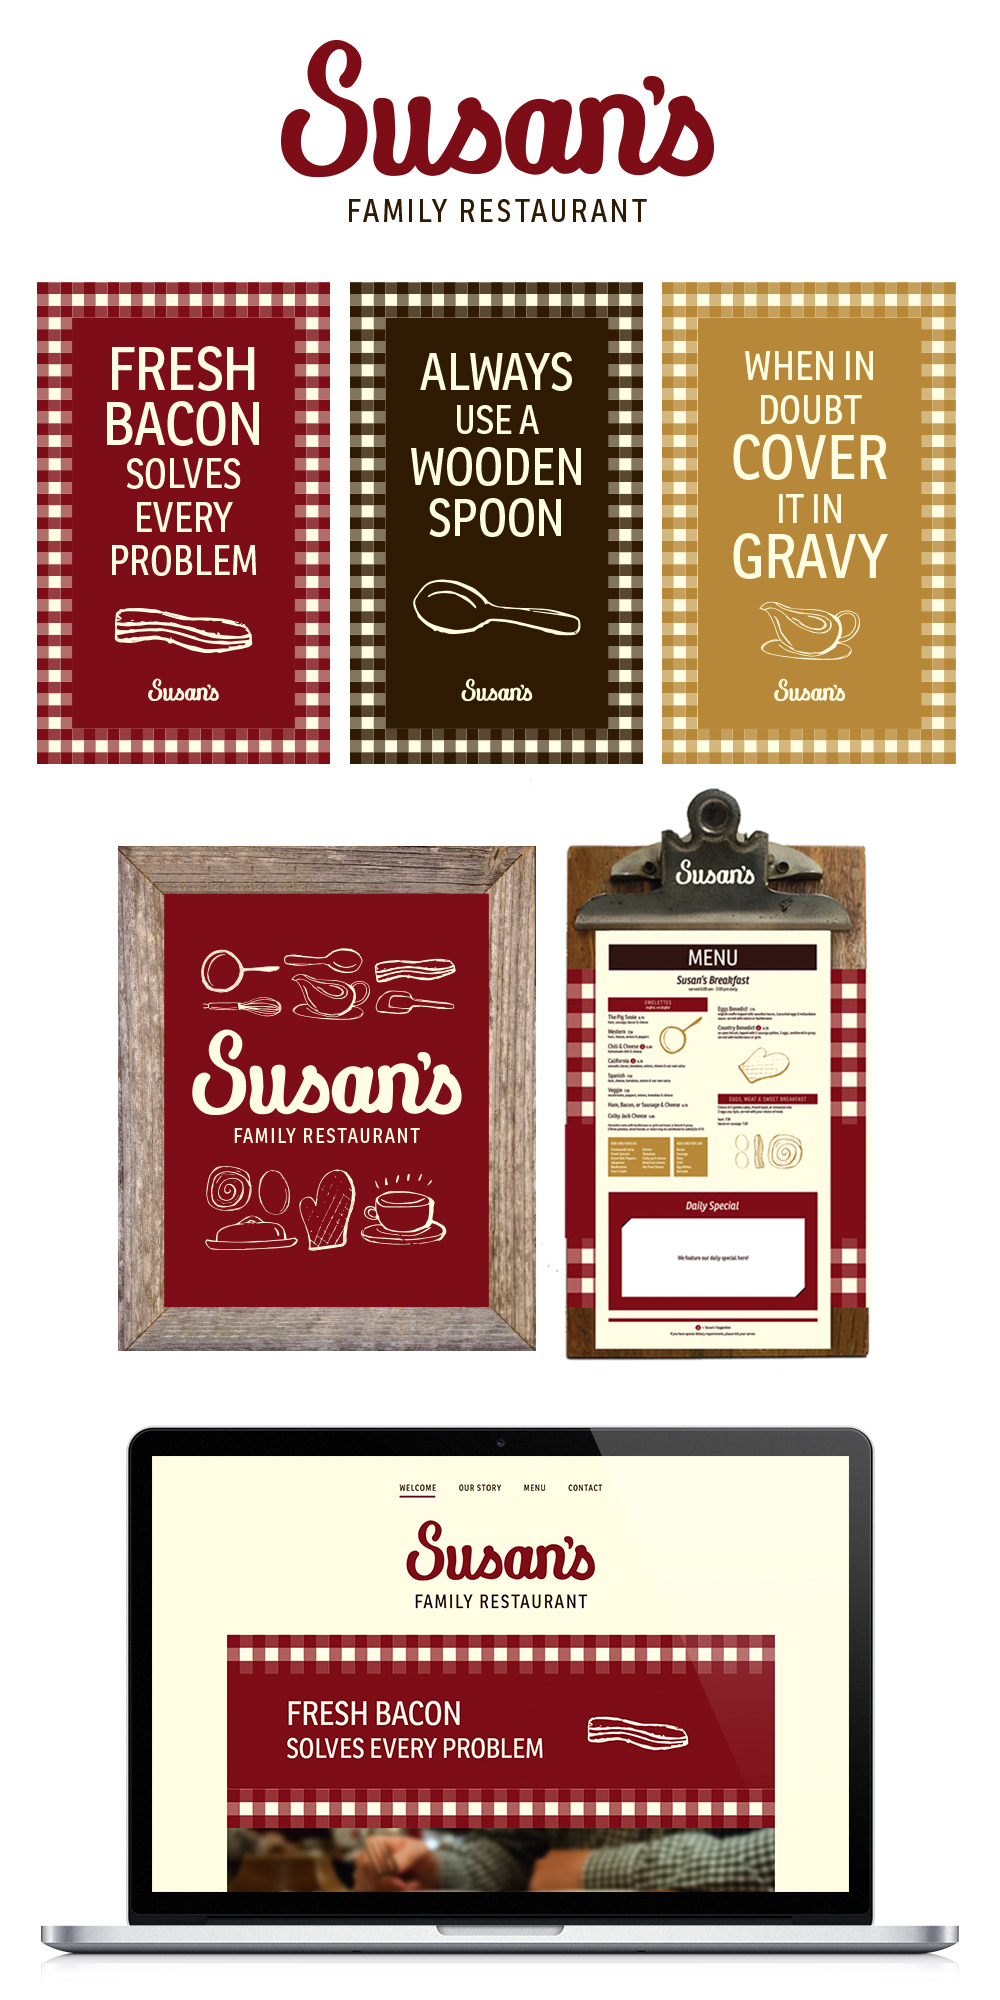 Susan's
FAMILY RESTAURANT
FRESH
BACON
SOLVES
EVERY
PROBLEM
Susan's
ALWAYS
USE A
WOODEN
SPOON
Susan's
WHEN IN
DOUBT
COVER
IT IN
GRAVY
Susan's
Susan's
FAMILY RESTAURANT
Susan's
MENU
Susan's Breakfast
OMELETTES
The Pig Sooie
Western
Chili & Cheese
California
Spanish
Veggie
Ham, Bacon, or Sausage & Cheese
Colby Jack Cheese
Eggs Benedict
Country Benedict
EGGS, MEAT & SWEET BREAKFAST
Daily Special
We feature our daily special here!
WELCOME OUR STORY MENU CONTACT
Susan's
FAMILY RESTAURANT
FRESH BACON
SOLVES EVERY PROBLEM